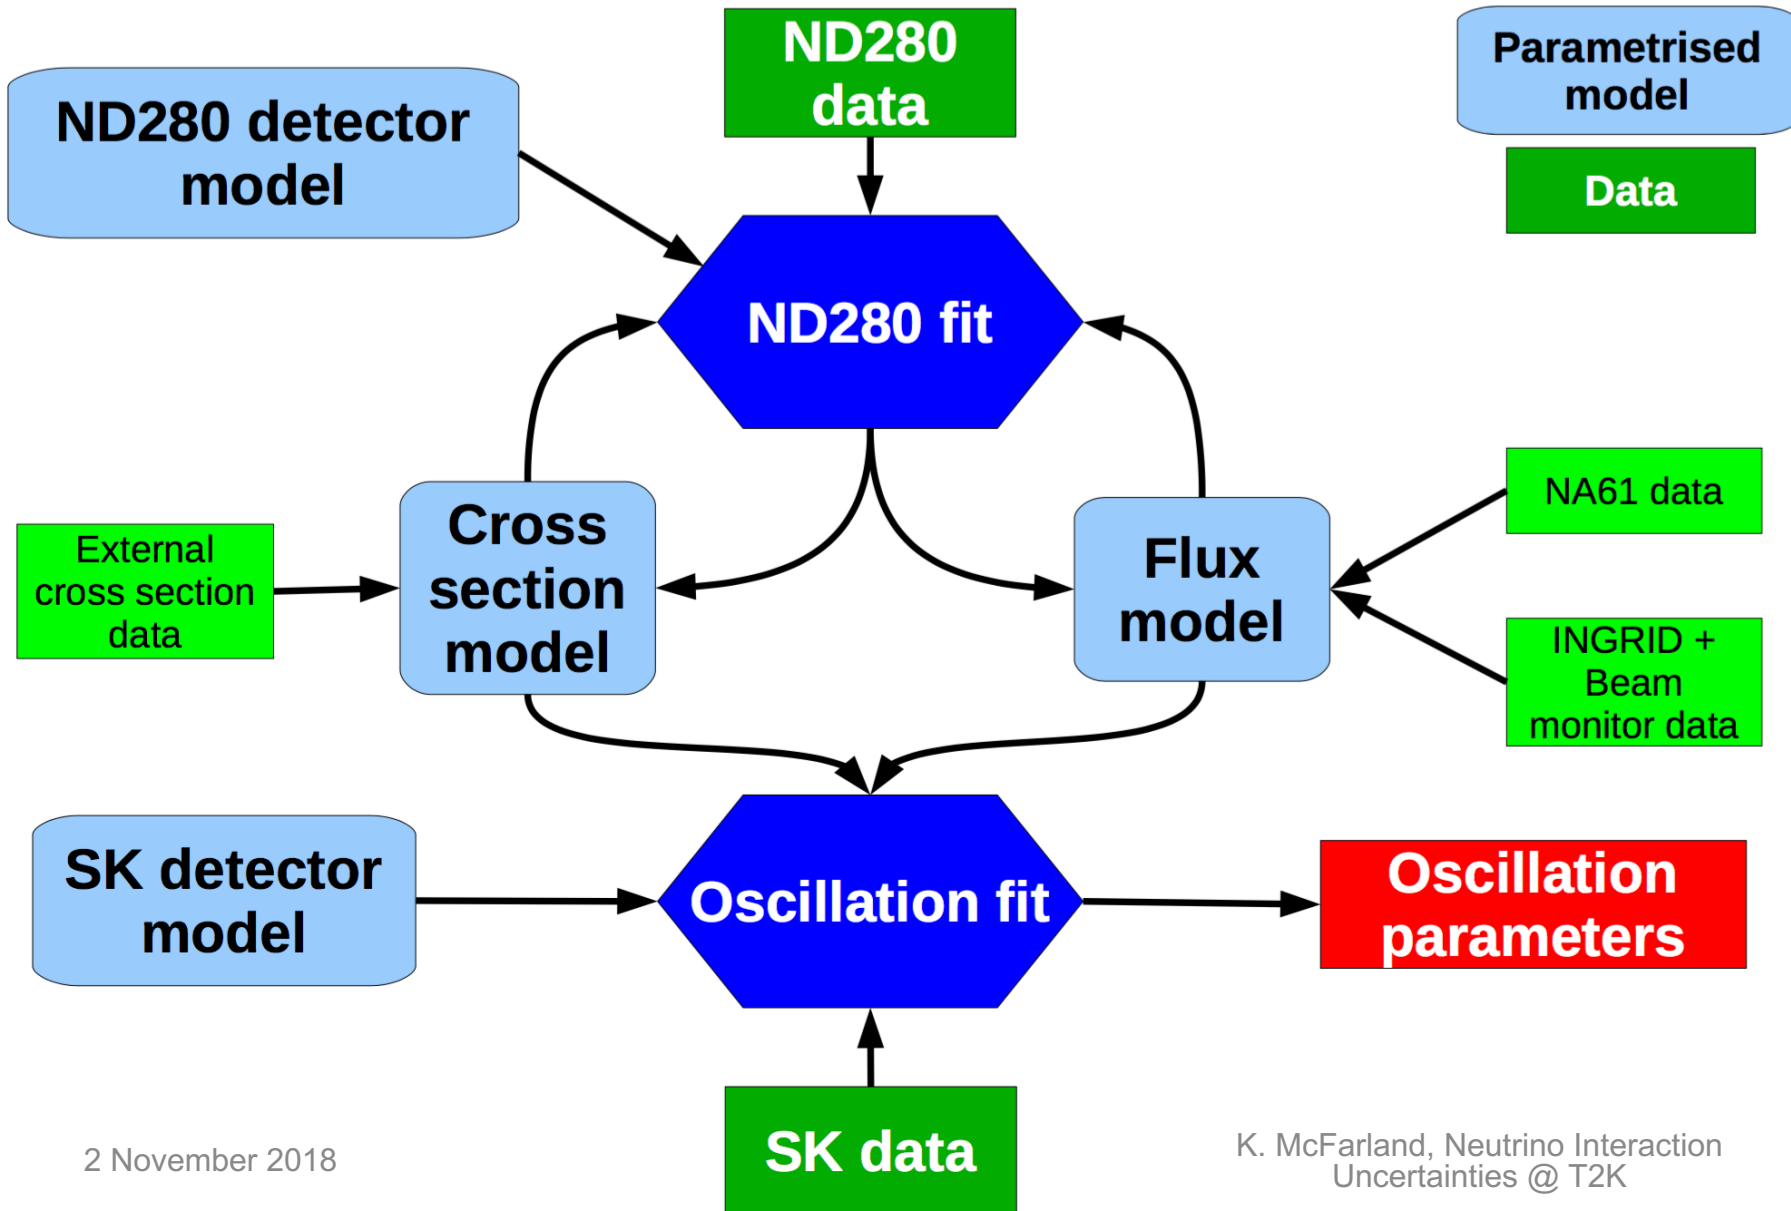 ND280
data
Parametrised
model
ND280 detector
model
Data
ND280 fit
NA61 data
Cross
section
model
Flux
model
External
cross section
data
INGRID +
Beam
monitor data
SK detector
model
Oscillation fit
Oscillation
parameters
SK data
2 November 2018
K. McFarland, Neutrino Interaction
Uncertainties @ T2K